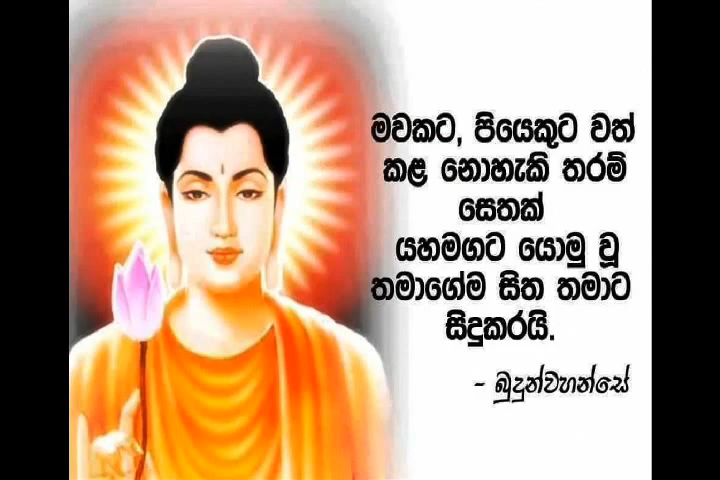 මවකට, පියෙකුට වත්
කළ නොහැකි තරම්
සෙතක්
යහමගට යොමු වූ
තමාගේම සිත තමාට
සිදුකරයි.
- බුදුන්වහන්සේ